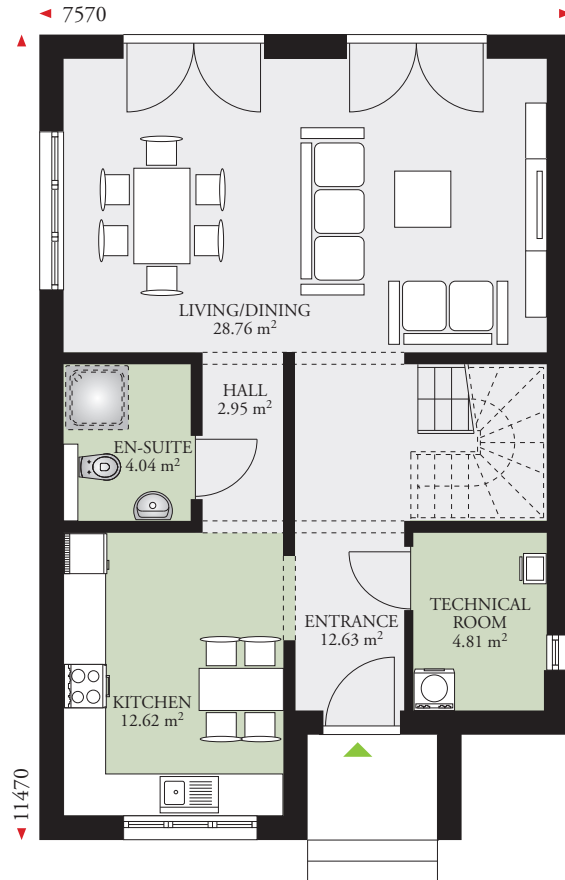 7570
LIVING/DINING
28.76 m²
HALL
2.95 m²
EN-SUITE
4.04 m²
ENTRANCE
12.63 m²
TECHNICAL
ROOM
4.81 m²
KITCHEN
12.62 m²
11470